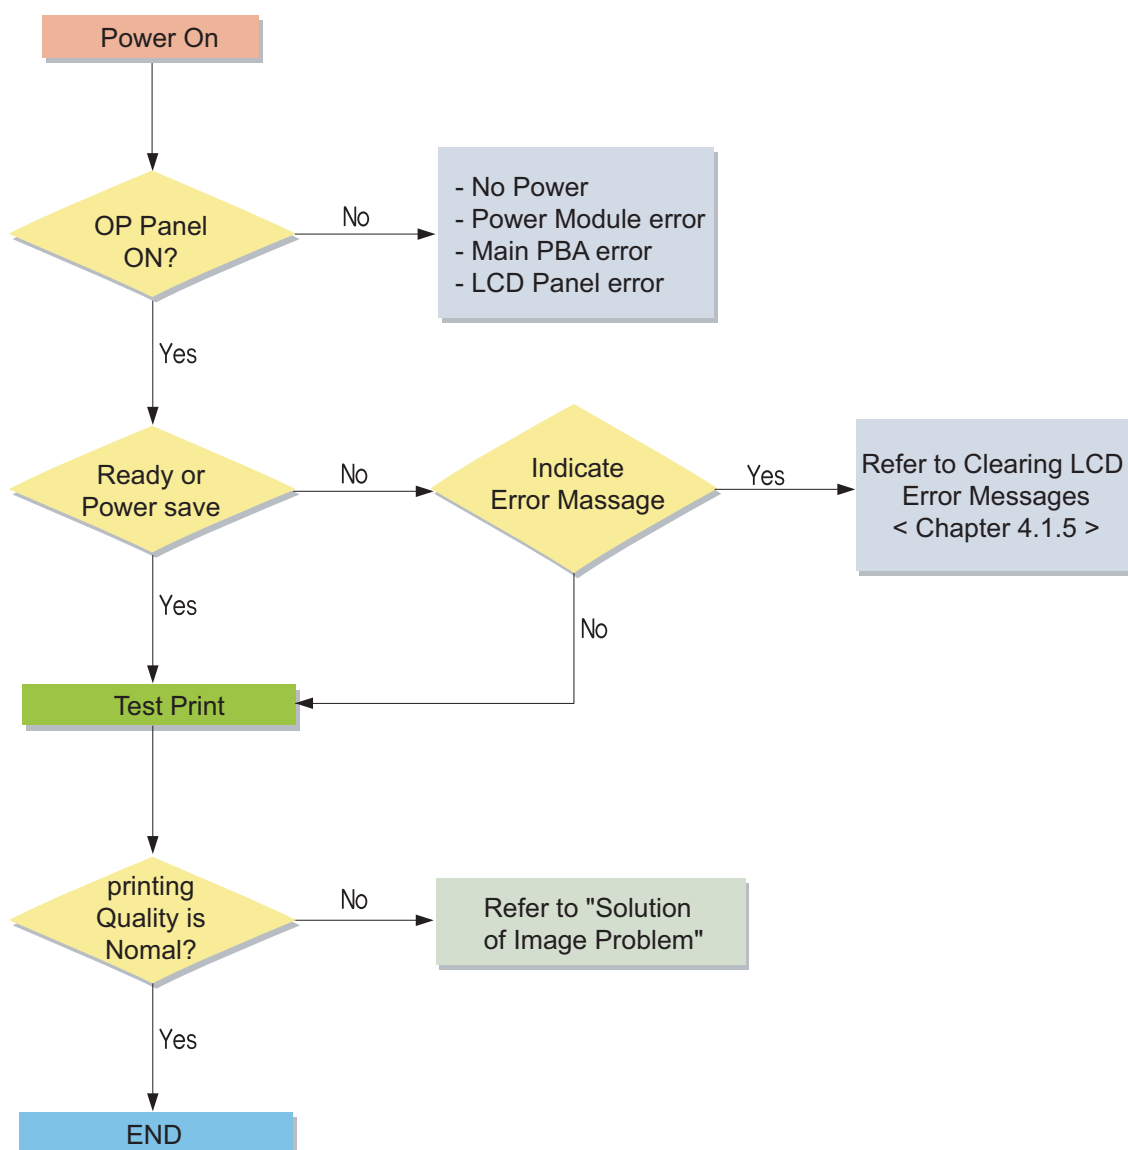 Power On
OP Panel
ON?
No
- No Power
- Power Module error
- Main PBA error
- LCD Panel error
Yes
Ready or
Power save
No
Indicate
Error Massage
Yes
Refer to Clearing LCD
Error Messages
< Chapter 4.1.5 >
Yes
No
Test Print
printing
Quality is
Nomal?
No
Refer to "Solution
of Image Problem"
Yes
END